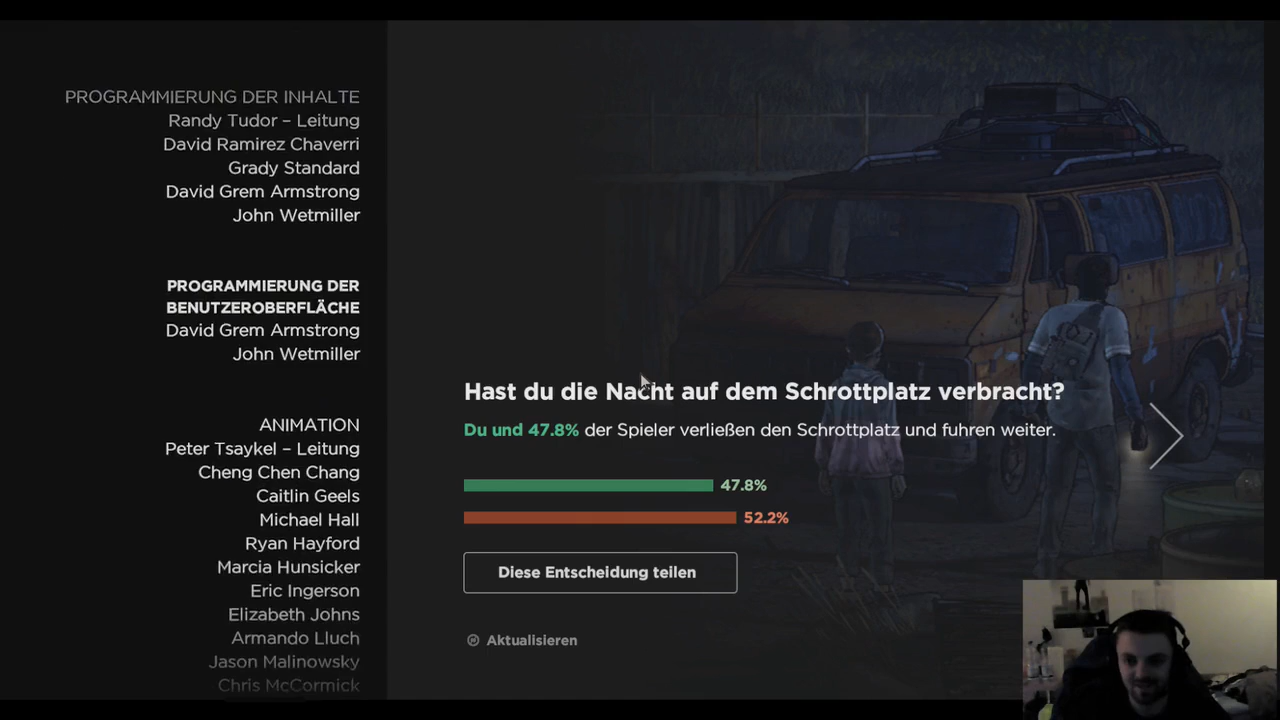 PROGRAMMIERUNG DER INHALTE
Randy Tudor – Leitung
David Ramirez Chaverri
Grady Standard
David Grem Armstrong
John Wetmiller
PROGRAMMIERUNG DER
BENUTZEROBERFLÄCHE
David Grem Armstrong
John Wetmiller
ANIMATION
Peter Tsaykel – Leitung
Cheng Chen Chang
Caitlin Geels
Michael Hall
Ryan Hayford
Marcia Hunsicker
Eric Ingerson
Elizabeth Johns
Armando Lluch
Jason Malinowsky
Chris McCormick
Hast du die Nacht auf dem Schrottplatz verbracht?
Du und 47.8% der Spieler verließen den Schrottplatz und fuhren weiter.
47.8%
52.2%
Diese Entscheidung teilen
Aktualisieren